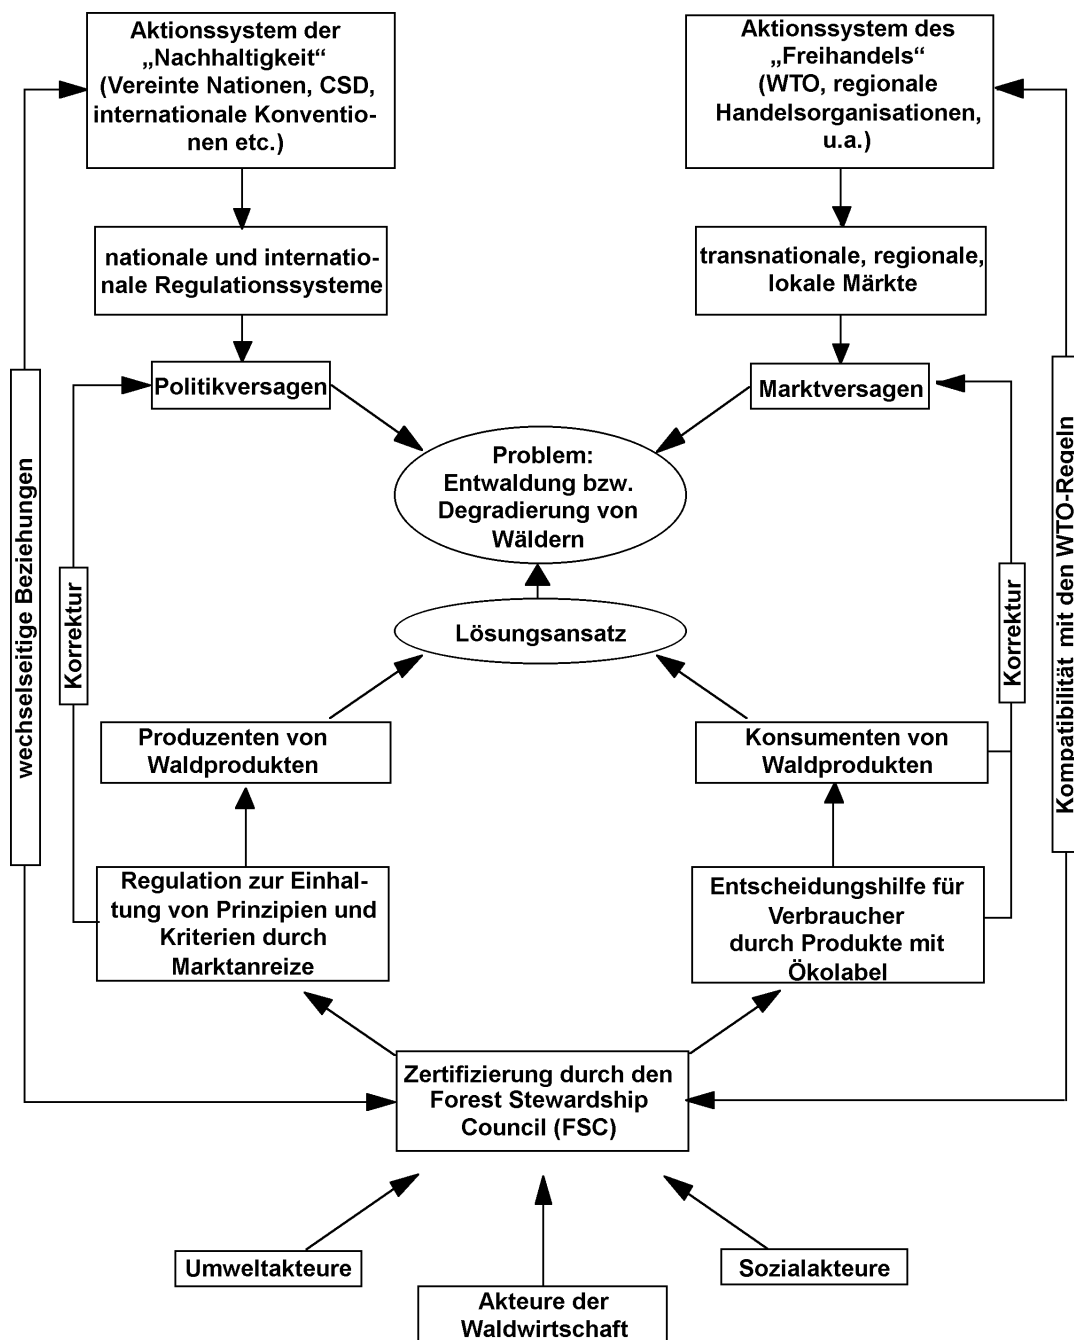 Aktionssystem der
„Nachhaltigkeit“
(Vereinte Nationen, CSD,
internationale Konventio-
nen etc.)
Aktionssystem des
„Freihandels“
(WTO, regionale
Handelsorganisationen,
u.a.)
nationale und internatio-
nale Regulationssysteme
transnationale, regionale,
lokale Märkte
Politikversagen
Marktversagen
Problem:
Entwaldung bzw.
Degradierung von
Wäldern
wechselseitige Beziehungen
Korrektur
Lösungsansatz
Korrektur
Kompatibilität mit den WTO-Regeln
Produzenten von
Waldprodukten
Konsumenten von
Waldprodukten
Regulation zur Einhal-
tung von Prinzipien und
Kriterien durch
Marktanreize
Entscheidungshilfe für
Verbraucher
durch Produkte mit
Ökolabel
Zertifizierung durch den
Forest Stewardship
Council (FSC)
Umweltakteure
Akteure der
Waldwirtschaft
Sozialakteure